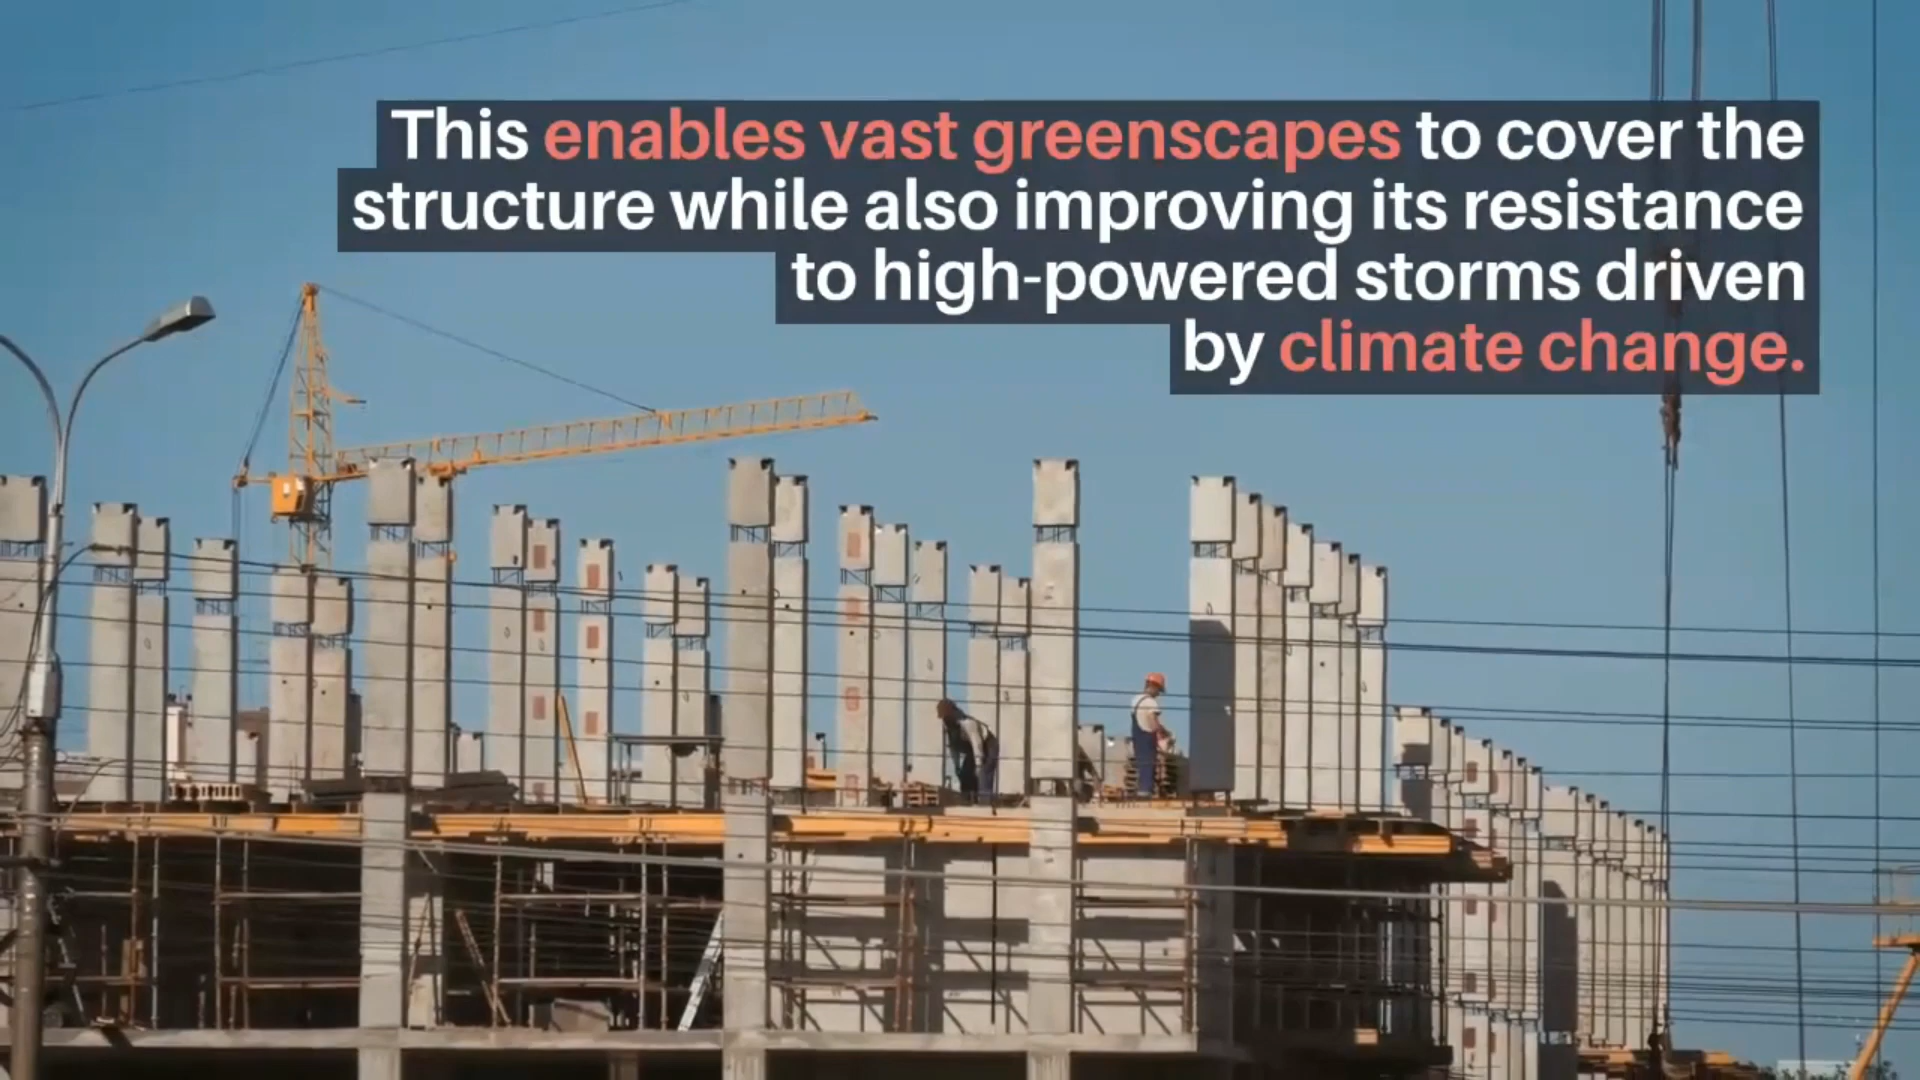 This enables vast greenscapes to cover the
structure while also improving its resistance
to high-powered storms driven
by climate change.